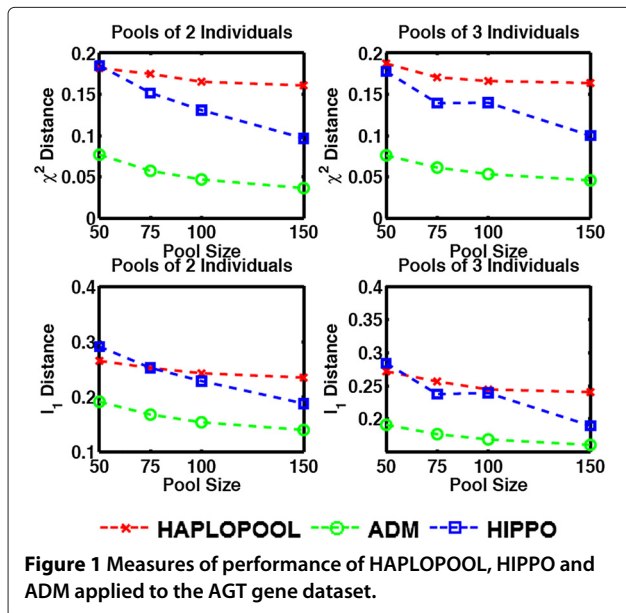 Pools of 2 Individuals
Pools of 3 Individuals
0.2
0.15
0.1
0.05
0
χ² Distance
50 75 100 150
Pool Size
0.2
0.15
0.1
0.05
0
χ² Distance
50 75 100 150
Pool Size
Pools of 2 Individuals
Pools of 3 Individuals
0.4
0.3
0.2
0.1
l_1 Distance
50 75 100 150
Pool Size
0.4
0.35
0.3
0.25
0.2
l_1 Distance
50 75 100 150
Pool Size
HAPLOPOOL ADM HIPPO
Figure 1 Measures of performance of HAPLOPOOL, HIPPO and
ADM applied to the AGT gene dataset.